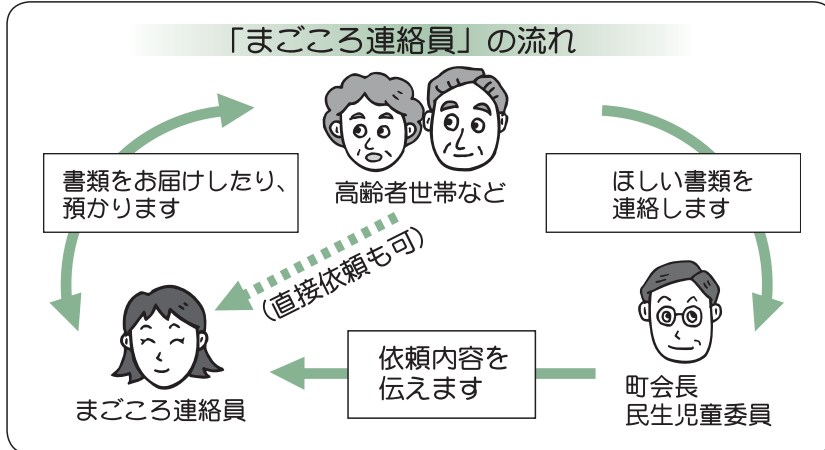 「まごころ連絡員」の流れ
高齢者世帯など
書類をお届けしたり、
預かります
ほしい書類を
連絡します
(直接依頼も可)
依頼内容を
伝えます
まごころ連絡員
町会長
民生児童委員